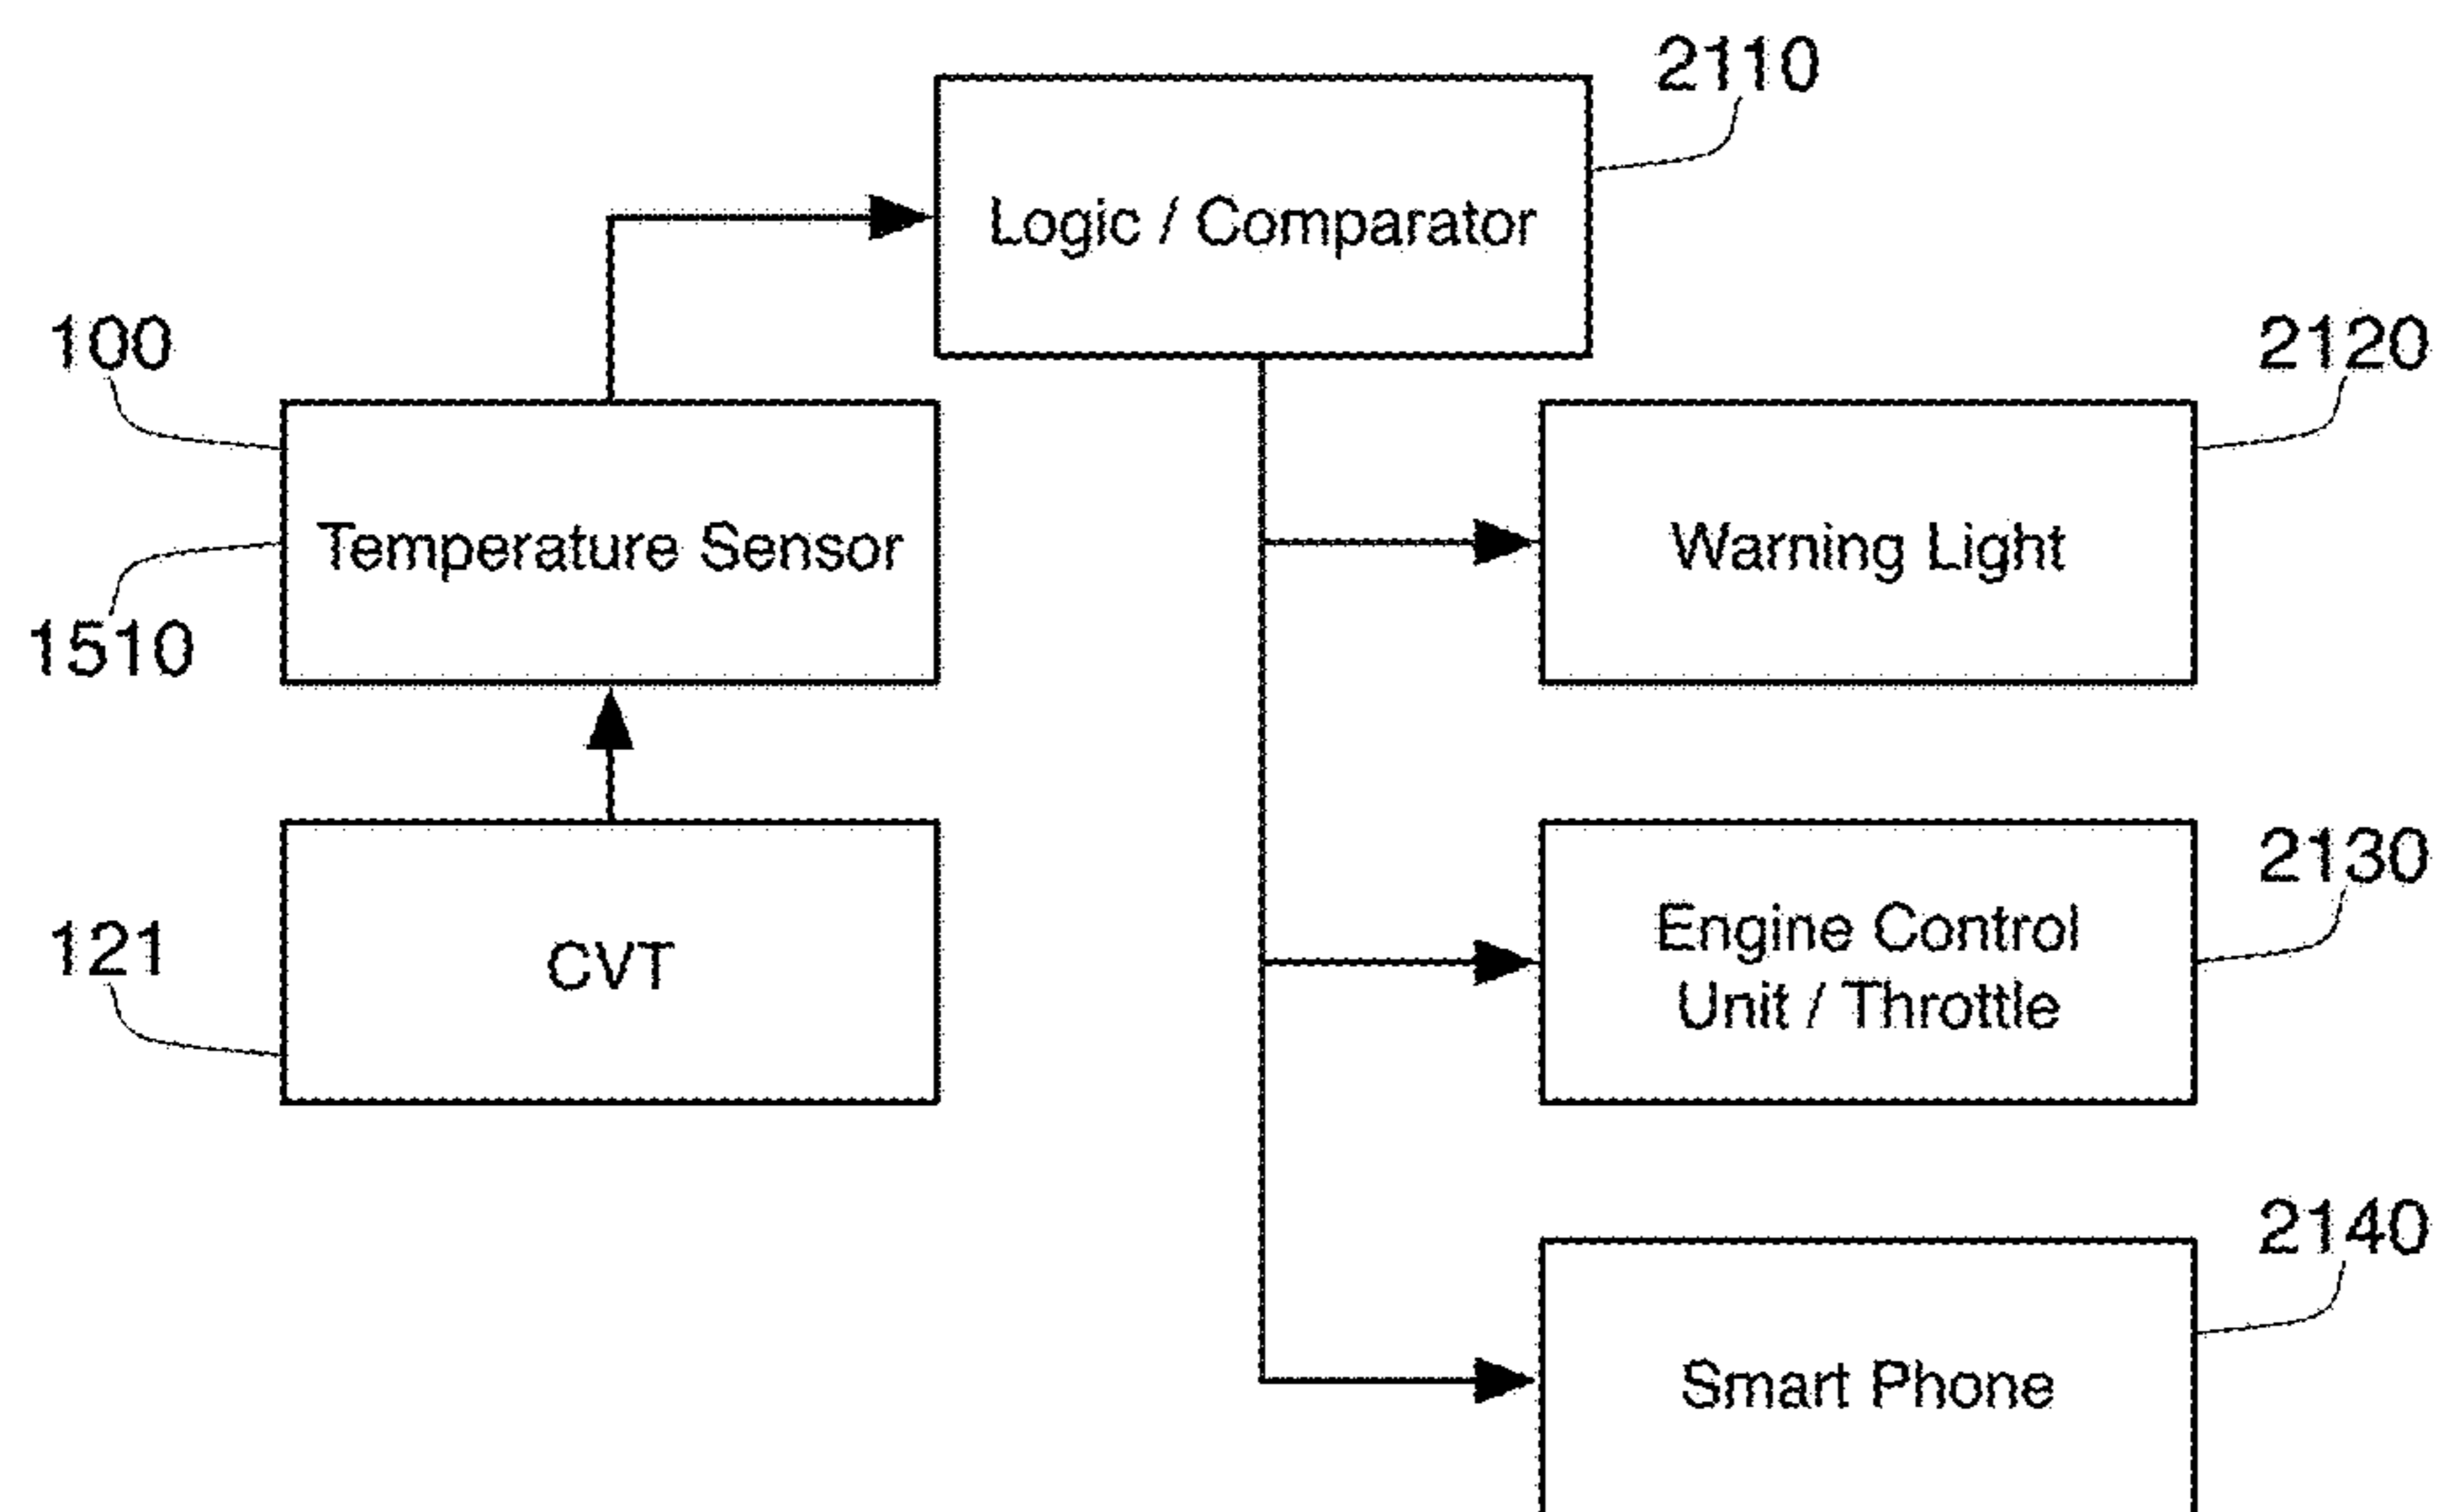 2110
Logic / Comparator
100
2120
Temperature Sensor
Warning Light
1510
2130
121
CVT
Engine Control
Unit / Throttle
2140
Smart Phone